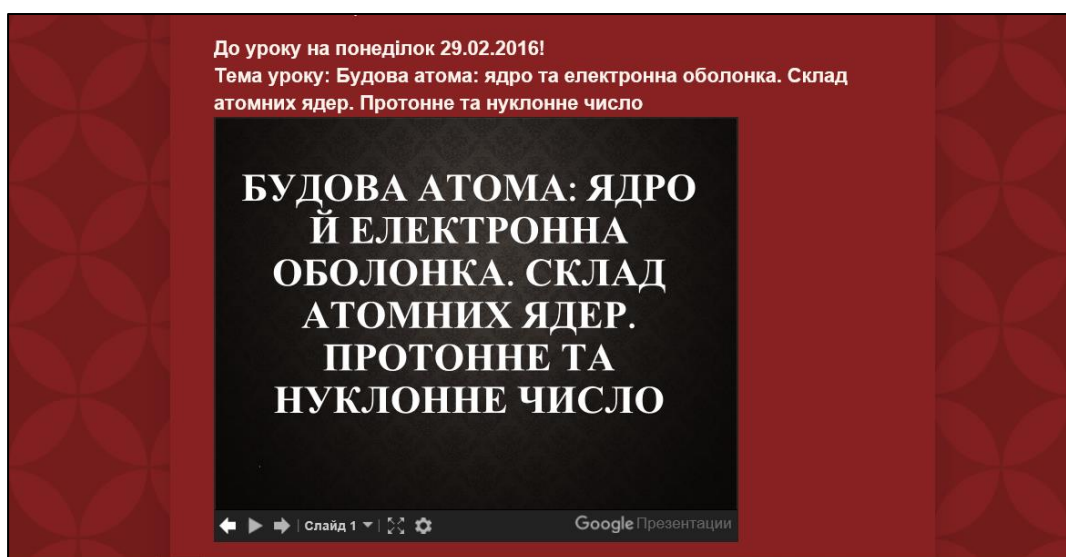 До уроку на понеділок 29.02.2016!
Тема уроку: Будова атома: ядро та електронна оболонка. Склад
атомних ядер. Протонне та нуклонне число
БУДОВА АТОМА: ЯДРО
Й ЕЛЕКТРОННА
ОБОЛОНКА. СКЛАД
АТОМНИХ ЯДЕР.
ПРОТОННЕ ТА
НУКЛОННЕ ЧИСЛО
Слайд 1
Google Презентации